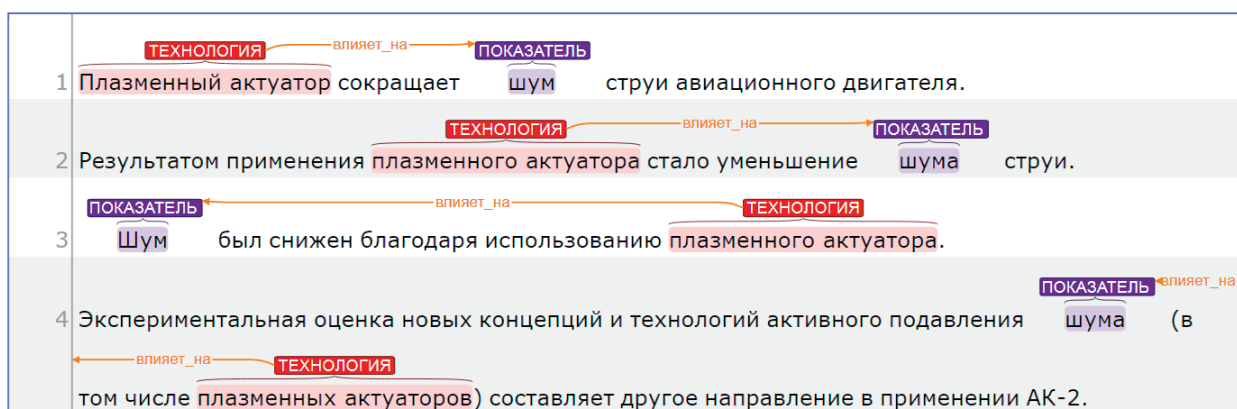 ТЕХНОЛОГИЯ влияет_на ПОКАЗАТЕЛЬ
1 Плазменный актуатор сокращает шум струи авиационного двигателя.
ТЕХНОЛОГИЯ влияет_на ПОКАЗАТЕЛЬ
2 Результатом применения плазменного актуатора стало уменьшение шума струи.
ПОКАЗАТЕЛЬ влияет_на ТЕХНОЛОГИЯ
3 Шум был снижен благодаря использованию плазменного актуатора.
ПОКАЗАТЕЛЬ влияет_на
4 Экспериментальная оценка новых концепций и технологий активного подавления шума (в
влияет_на ТЕХНОЛОГИЯ
том числе плазменных актуаторов) составляет другое направление в применении АК-2.